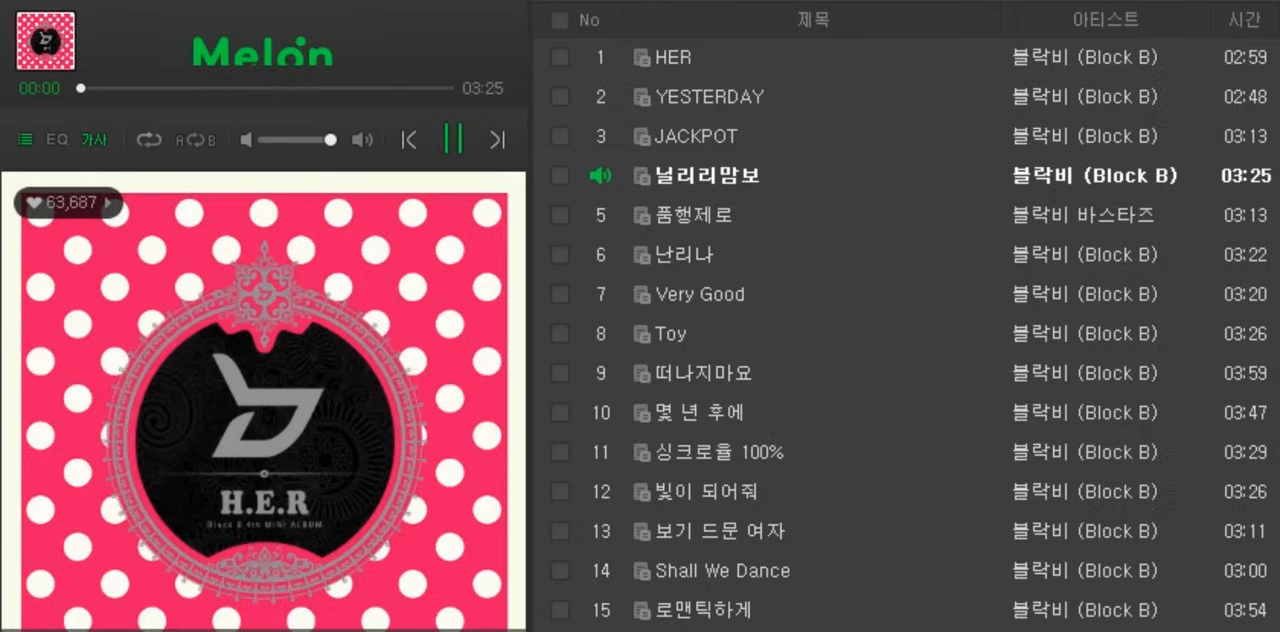 Melon
00:00 03:25
EQ 가사 A B
63,687
b
H.E.R
Block B 4th MINI ALBUM
No 제목 아티스트 시간
1 HER 블락비 (Block B) 02:59
2 YESTERDAY 블락비 (Block B) 02:48
3 JACKPOT 블락비 (Block B) 03:13
닐리리맘보 블락비 (Block B) 03:25
5 품행제로 블락비 바스타즈 03:13
6 난리나 블락비 (Block B) 03:22
7 Very Good 블락비 (Block B) 03:20
8 Toy 블락비 (Block B) 03:26
9 떠나지마요 블락비 (Block B) 03:59
10 몇 년 후에 블락비 (Block B) 03:47
11 싱크로율 100% 블락비 (Block B) 03:29
12 빛이 되어줘 블락비 (Block B) 03:26
13 보기 드문 여자 블락비 (Block B) 03:11
14 Shall We Dance 블락비 (Block B) 03:00
15 로맨틱하게 블락비 (Block B) 03:54